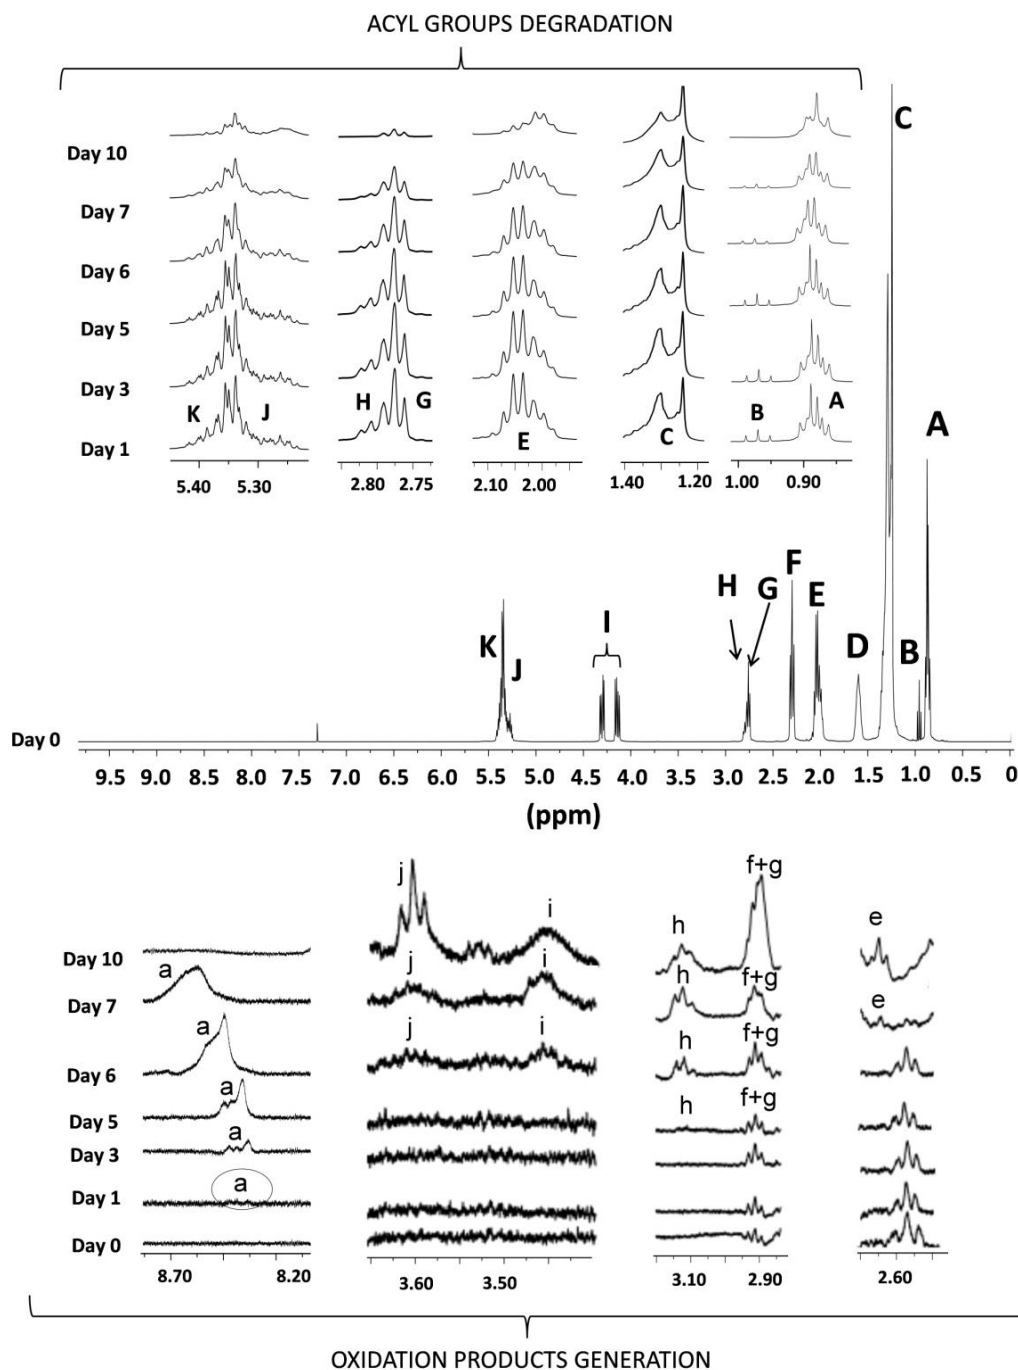 ACYL GROUPS DEGRADATION
Day 10
Day 7
Day 6
Day 5
Day 3
Day 1
K J
H G
E
C
B A
5.40 5.30
2.80 2.75
2.10 2.00
1.40 1.20
1.00 0.90
C
A
K
J
I
H
G
F
E
D
B
Day 0
9.5 9.0 8.5 8.0 7.5 7.0 6.5 6.0 5.5 5.0 4.5 4.0 3.5 3.0 2.5 2.0 1.5 1.0 0.5 0
(ppm)
Day 10
j i h f+g e
Day 7
a j i h f+g e
Day 6
a j i h f+g
Day 5
a h f+g
Day 3
a
Day 1
a
Day 0
8.70 8.20
3.60 3.50
3.10 2.90
2.60
OXIDATION PRODUCTS GENERATION